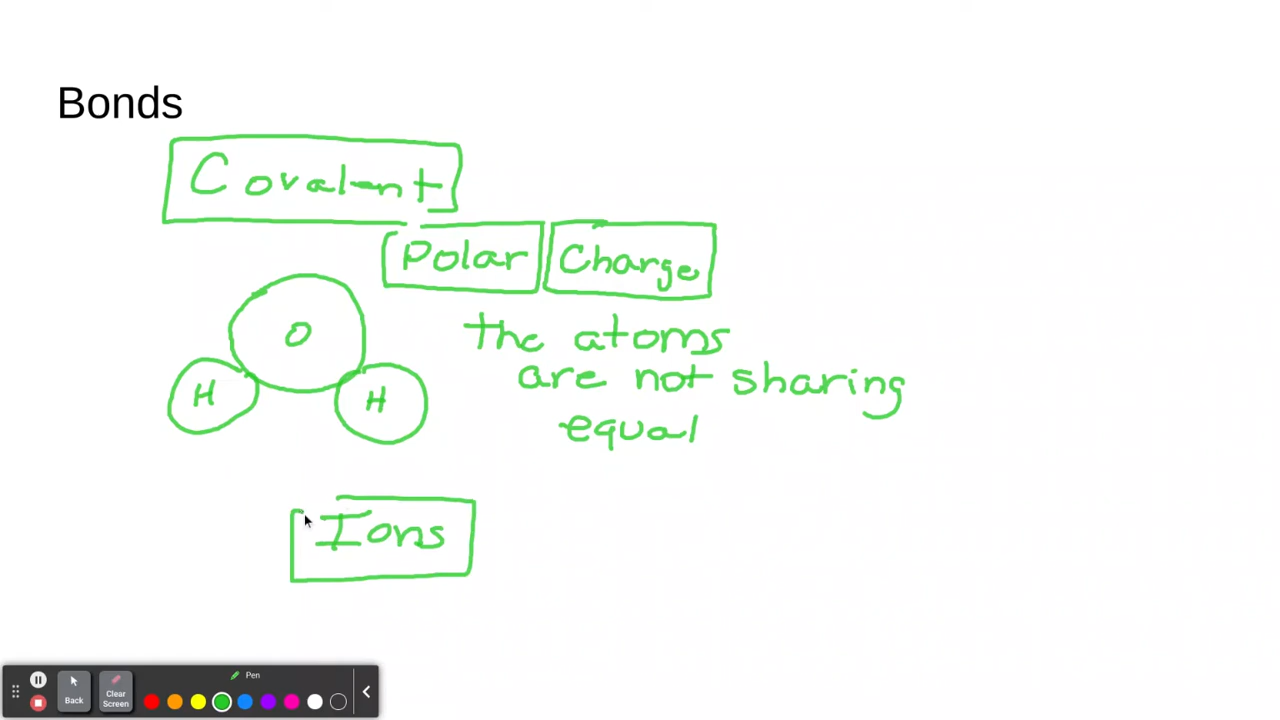 Bonds
Covalent
Polar Charge
O
the atoms
H H
are not sharing
equal
Ions
Pen
Back
Clear
Screen